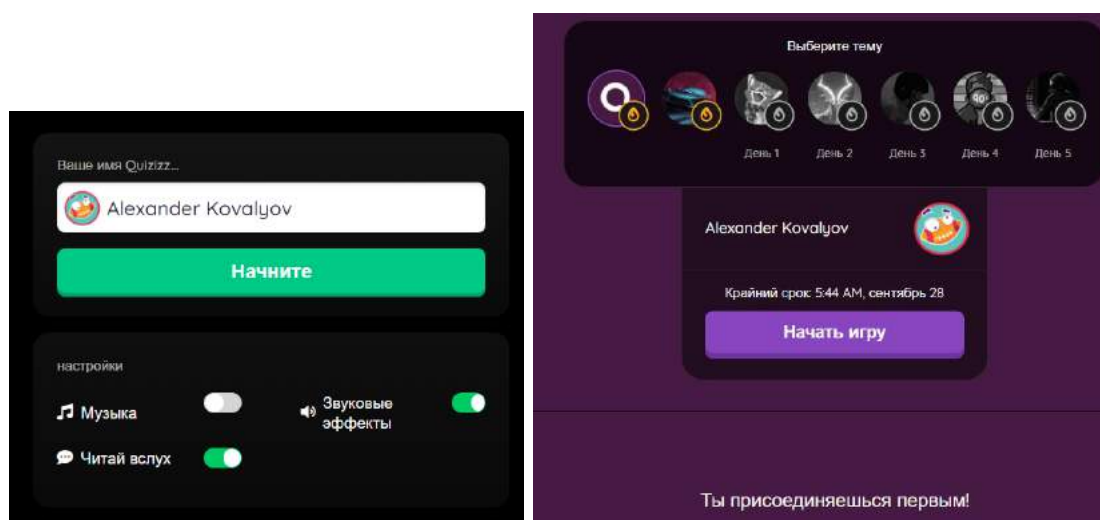 Ваше имя Quizizz...
Alexander Kovalyov
Начните
настройки
Музыка
Звуковые
эффекты
Читай вслух
Выберите тему
День 1 День 2 День 3 День 4 День 5
Alexander Kovalyov
Крайний срок: 5:44 AM, сентябрь 28
Начать игру
Ты присоединяешься первым!